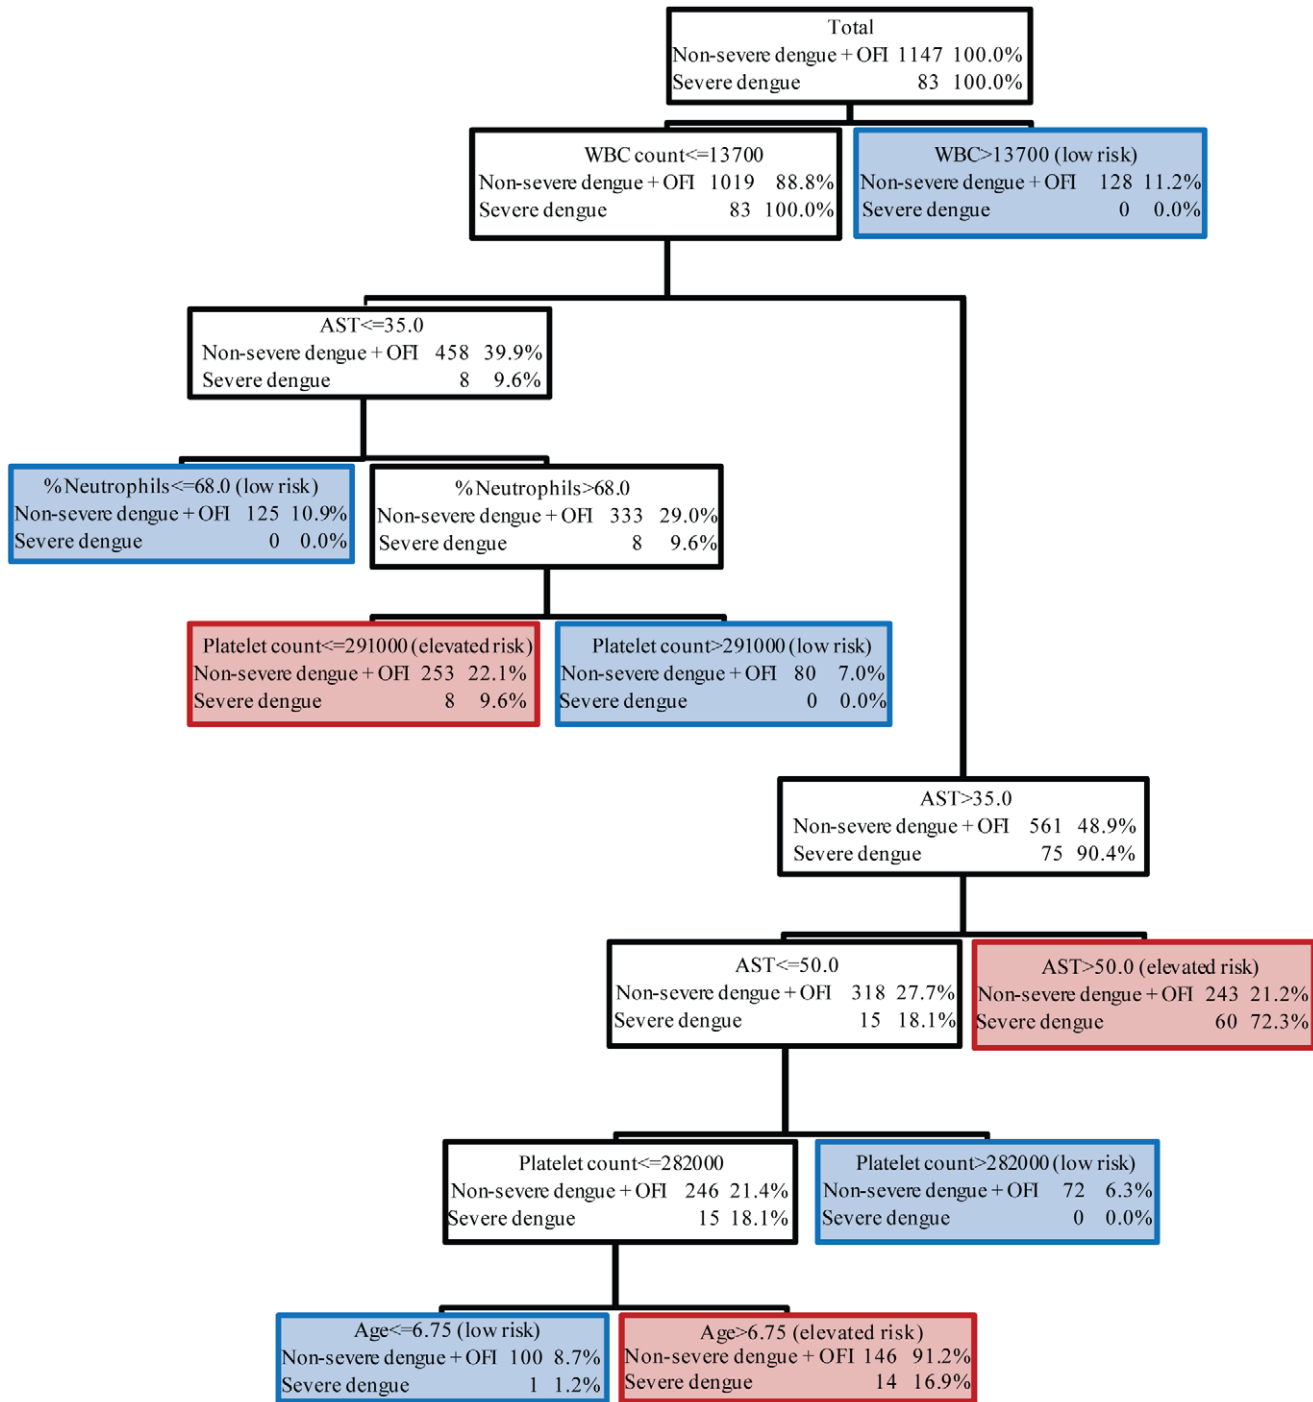 Total
Non-severe dengue + OFI 1147 100.0%
Severe dengue 83 100.0%
WBC count<=13700
Non-severe dengue + OFI 1019 88.8%
Severe dengue 83 100.0%
WBC>13700 (low risk)
Non-severe dengue + OFI 128 11.2%
Severe dengue 0 0.0%
AST<=35.0
Non-severe dengue + OFI 458 39.9%
Severe dengue 8 9.6%
%Neutrophils<=68.0 (low risk)
Non-severe dengue + OFI 125 10.9%
Severe dengue 0 0.0%
%Neutrophils>68.0
Non-severe dengue + OFI 333 29.0%
Severe dengue 8 9.6%
Platelet count<=291000 (elevated risk)
Non-severe dengue + OFI 253 22.1%
Severe dengue 8 9.6%
Platelet count>291000 (low risk)
Non-severe dengue + OFI 80 7.0%
Severe dengue 0 0.0%
AST>35.0
Non-severe dengue + OFI 561 48.9%
Severe dengue 75 90.4%
AST<=50.0
Non-severe dengue + OFI 318 27.7%
Severe dengue 15 18.1%
AST>50.0 (elevated risk)
Non-severe dengue + OFI 243 21.2%
Severe dengue 60 72.3%
Platelet count<=282000
Non-severe dengue + OFI 246 21.4%
Severe dengue 15 18.1%
Platelet count>282000 (low risk)
Non-severe dengue + OFI 72 6.3%
Severe dengue 0 0.0%
Age<=6.75 (low risk)
Non-severe dengue + OFI 100 8.7%
Severe dengue 1 1.2%
Age>6.75 (elevated risk)
Non-severe dengue + OFI 146 91.2%
Severe dengue 14 16.9%